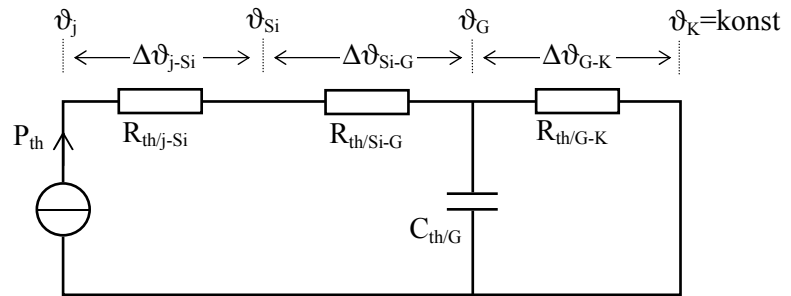 ϑj ϑSi ϑG ϑK=konst
Δϑj-Si ΔϑSi-G ΔϑG-K
Pth Rth/j-Si Rth/Si-G Rth/G-K
Cth/G